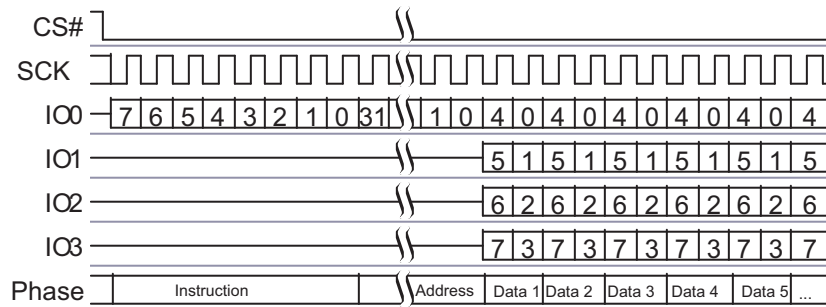 CS#
SCK
IO0 7 6 5 4 3 2 1 0 31 1 0 4 0 4 0 4 0 4 0 4 0 4
IO1 5 1 5 1 5 1 5 1 5 1 5
IO2 6 2 6 2 6 2 6 2 6 2 6
IO3 7 3 7 3 7 3 7 3 7 3 7
Phase Instruction Address Data 1 Data 2 Data 3 Data 4 Data 5 ...